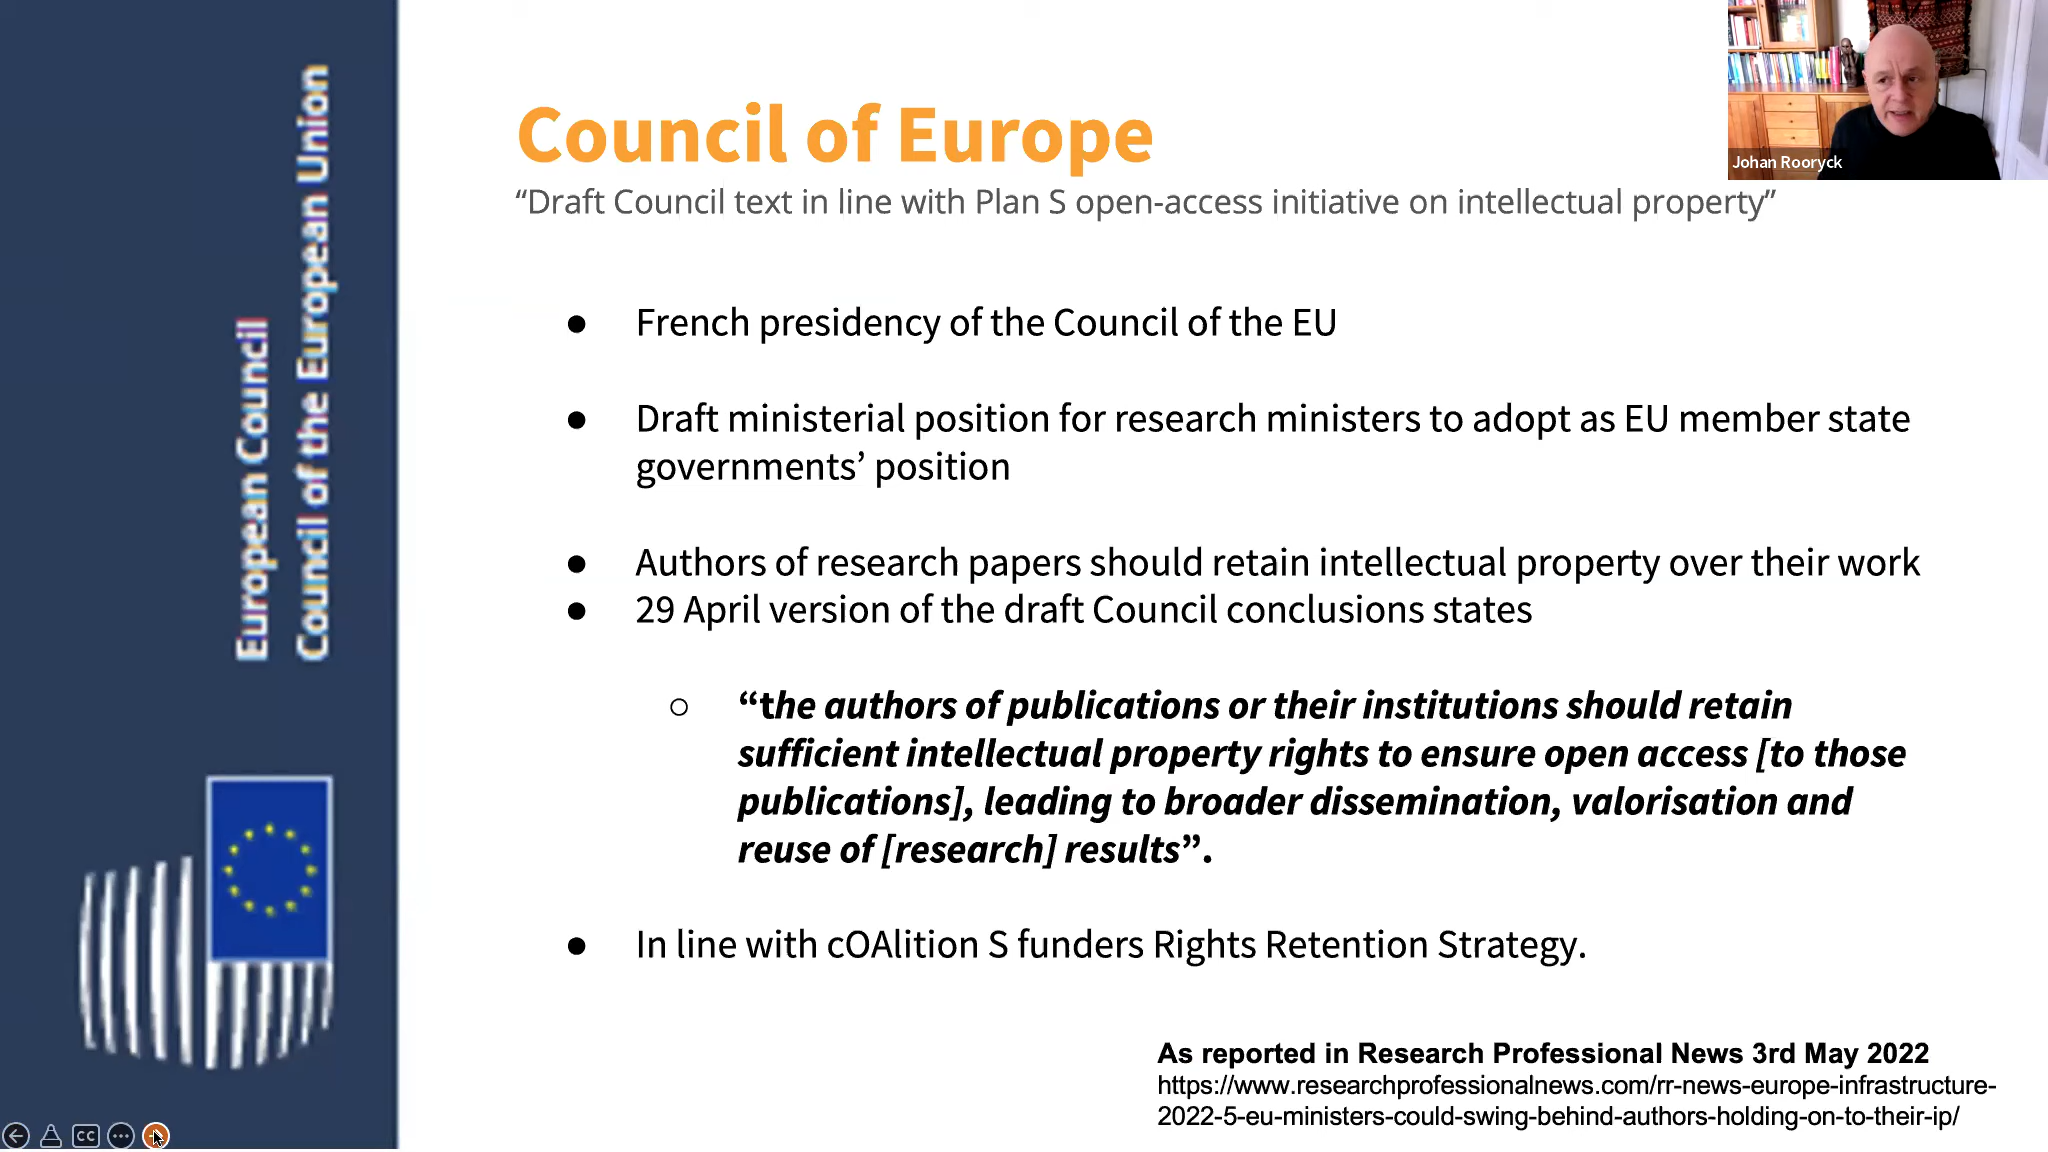 European Council
Council of the European Union
Council of Europe
“Draft Council text in line with Plan S open-access initiative on intellectual property”
Johan Rooryck
● French presidency of the Council of the EU
● Draft ministerial position for research ministers to adopt as EU member state
governments’ position
● Authors of research papers should retain intellectual property over their work
● 29 April version of the draft Council conclusions states
○ “the authors of publications or their institutions should retain
sufficient intellectual property rights to ensure open access [to those
publications], leading to broader dissemination, valorisation and
reuse of [research] results”.
● In line with cOAlition S funders Rights Retention Strategy.
As reported in Research Professional News 3rd May 2022
https://www.researchprofessionalnews.com/rr-news-europe-infrastructure-
2022-5-eu-ministers-could-swing-behind-authors-holding-on-to-their-ip/
CC